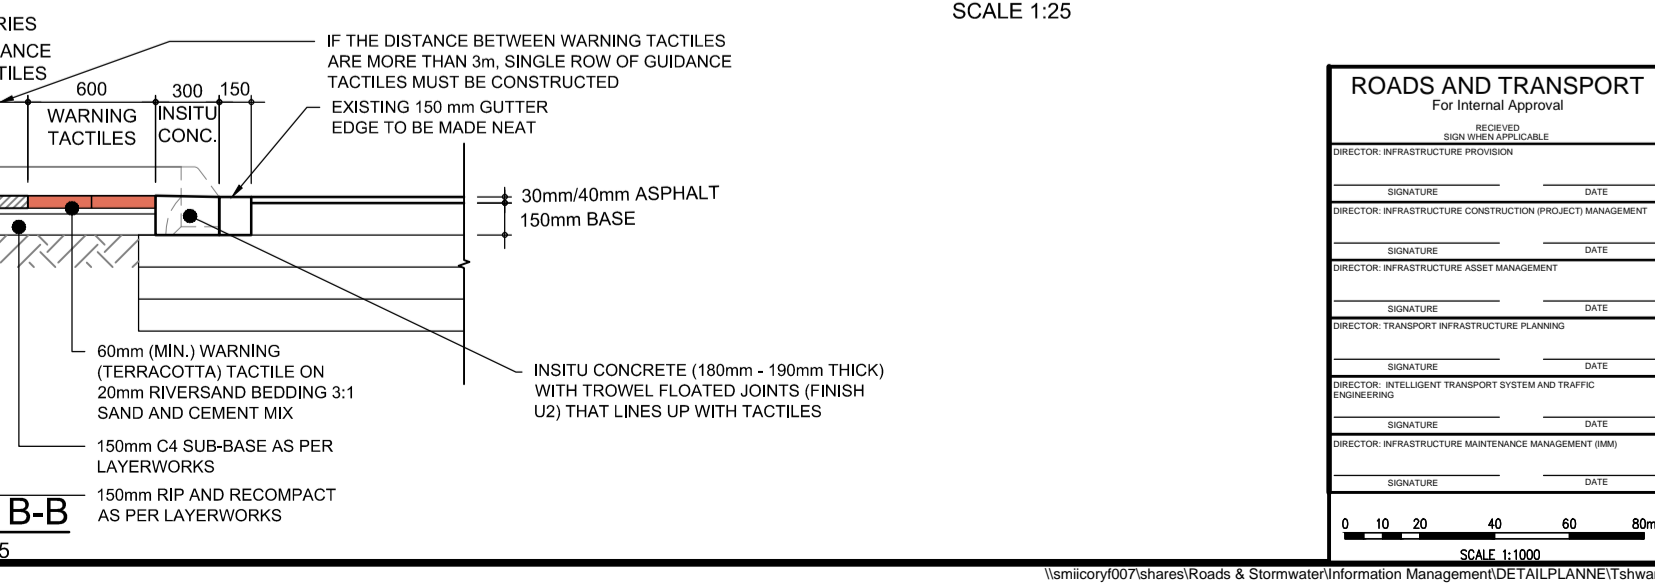 SCALE 1:25
RIES
ANCE
TILES
IF THE DISTANCE BETWEEN WARNING TACTILES
ARE MORE THAN 3m, SINGLE ROW OF GUIDANCE
TACTILES MUST BE CONSTRUCTED
600
300
150
WARNING
TACTILES
INSITU
CONC.
EXISTING 150 mm GUTTER
EDGE TO BE MADE NEAT
30mm/40mm ASPHALT
150mm BASE
60mm (MIN.) WARNING
(TERRACOTTA) TACTILE ON
20mm RIVERSAND BEDDING 3:1
SAND AND CEMENT MIX
INSITU CONCRETE (180mm - 190mm THICK)
WITH TROWEL FLOATED JOINTS (FINISH
U2) THAT LINES UP WITH TACTILES
150mm C4 SUB-BASE AS PER
LAYERWORKS
150mm RIP AND RECOMPACT
AS PER LAYERWORKS
B-B
5
ROADS AND TRANSPORT
For Internal Approval
RECIEVED
SIGN WHEN APPLICABLE
DIRECTOR: INFRASTRUCTURE PROVISION
SIGNATURE DATE
DIRECTOR: INFRASTRUCTURE CONSTRUCTION (PROJECT) MANAGEMENT
SIGNATURE DATE
DIRECTOR: INFRASTRUCTURE ASSET MANAGEMENT
SIGNATURE DATE
DIRECTOR: TRANSPORT INFRASTRUCTURE PLANNING
SIGNATURE DATE
DIRECTOR: INTELLIGENT TRANSPORT SYSTEM AND TRAFFIC
ENGINEERING
SIGNATURE DATE
DIRECTOR: INFRASTRUCTURE MAINTENANCE MANAGEMENT (IMM)
SIGNATURE DATE
0 10 20 40 60 80m
SCALE 1:1000
\\smiicoryf007\shares\Roads & Stormwater\Information Management\DETAILPLANNE\Tshwar